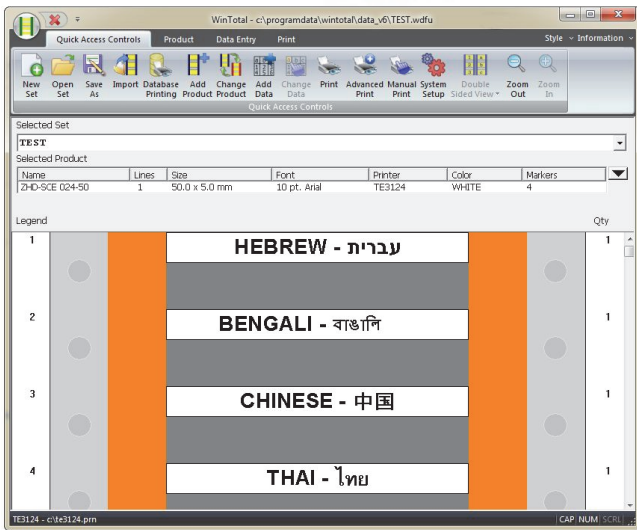 WinTotal - c:\programdata\wintotal\data_v6\TEST.wdfu
Quick Access Controls Product Data Entry Print Style Information
New Set Open Set Save As Import Database Printing Add Product Change Product Add Data Change Data Print Advanced Print Manual Print System Setup Double Sided View Zoom Out Zoom In
Quick Access Controls
Selected Set
TEST
Selected Product
Name Lines Size Font Printer Color Markers
ZHD-SCE 024-50 1 50.0 x 5.0 mm 10 pt. Arial TE3124 WHITE 4
Legend Qty
1 HEBREW - עברית 1
2 BENGALI - বাঙালি 1
3 CHINESE - 中国 1
4 THAI - ไทย 1
TE3124 - c:\te3124.prn CAP NUM SCRL